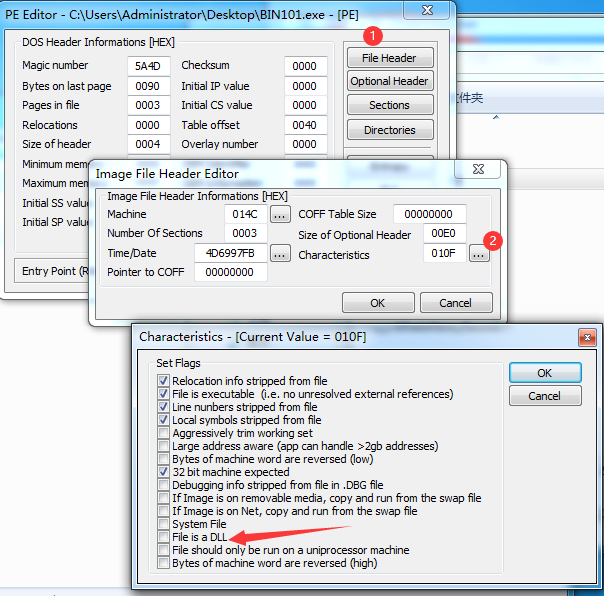 PE Editor - C:\Users\Administrator\Desktop\BIN101.exe - [PE]
DOS Header Informations [HEX]
Magic number 5A4D Checksum 0000
Bytes on last page 0090 Initial IP value 0000
Pages in file 0003 Initial CS value 0000
Relocations 0000 Table offset 0040
Size of header 0004 Overlay number 0000
Minimum mem
Maximum mem
Initial SS value
Initial SP value
Entry Point (R
1
File Header
Optional Header
Sections
Directories
文件夹
Image File Header Editor
Image File Header Informations [HEX]
Machine 014C ... COFF Table Size 00000000
Number Of Sections 0003 Size of Optional Header 00E0
Time/Date 4D6997FB ... Characteristics 010F ... 2
Pointer to COFF 00000000
OK Cancel
Characteristics - [Current Value = 010F]
Set Flags
Relocation info stripped from file
File is executable (i.e. no unresolved external references)
Line nunbers stripped from file
Local symbols stripped from file
Aggressively trim working set
Large address aware (app can handle >2gb addresses)
Bytes of machine word are reversed (low)
32 bit machine expected
Debugging info stripped from file in .DBG file
If Image is on removable media, copy and run from the swap file
If Image is on Net, copy and run from the swap file
System File
File is a DLL
File should only be run on a uniprocessor machine
Bytes of machine word are reversed (high)
OK
Cancel